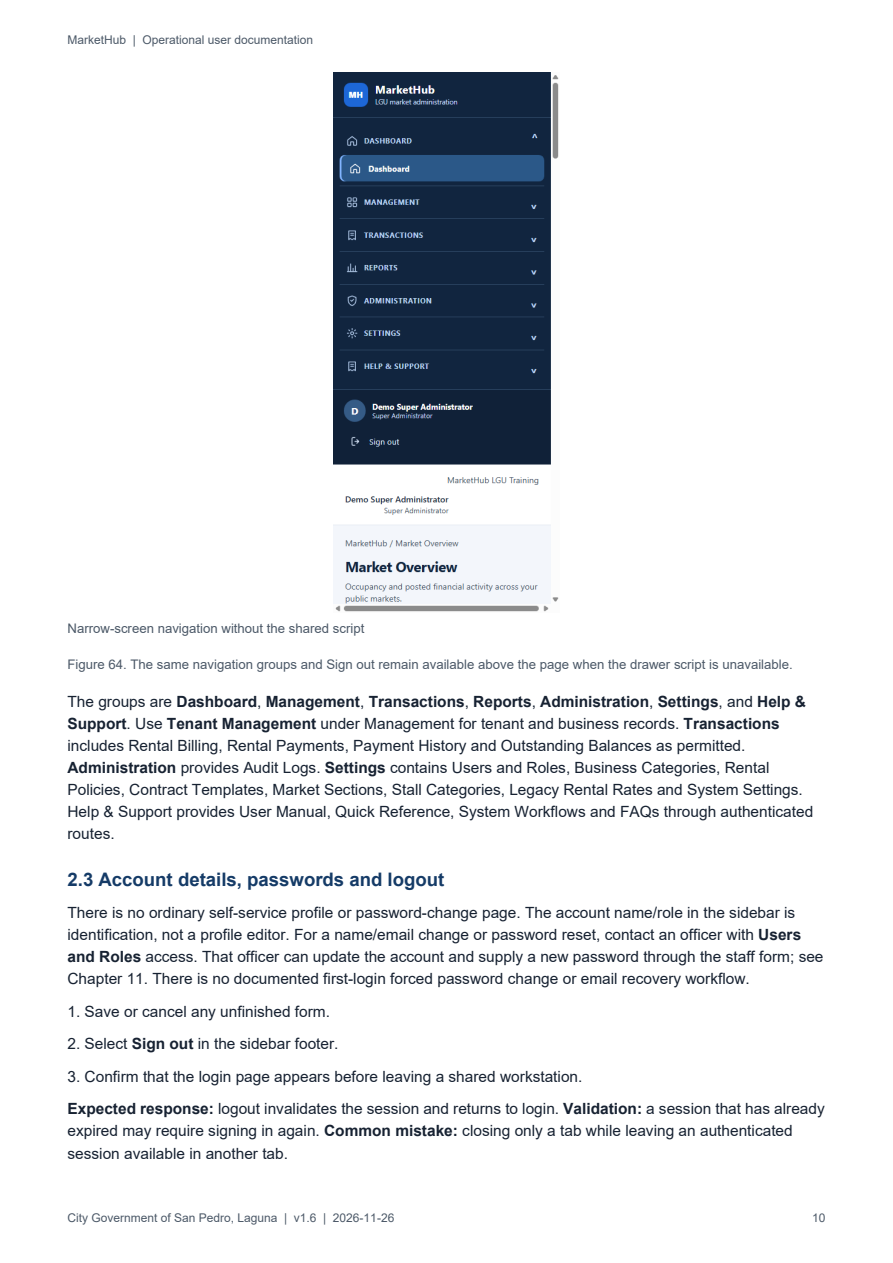 MarketHub | Operational user documentation
MH
MarketHub
LGU market administration
DASHBOARD
Dashboard
MANAGEMENT
TRANSACTIONS
REPORTS
ADMINISTRATION
SETTINGS
HELP & SUPPORT
D
Demo Super Administrator
Super Administrator
Sign out
MarketHub LGU Training
Demo Super Administrator
Super Administrator
MarketHub / Market Overview
Market Overview
Occupancy and posted financial activity across your
public markets.
Narrow-screen navigation without the shared script
Figure 64. The same navigation groups and Sign out remain available above the page when the drawer script is unavailable.
The groups are Dashboard, Management, Transactions, Reports, Administration, Settings, and Help &
Support. Use Tenant Management under Management for tenant and business records. Transactions
includes Rental Billing, Rental Payments, Payment History and Outstanding Balances as permitted.
Administration provides Audit Logs. Settings contains Users and Roles, Business Categories, Rental
Policies, Contract Templates, Market Sections, Stall Categories, Legacy Rental Rates and System Settings.
Help & Support provides User Manual, Quick Reference, System Workflows and FAQs through authenticated
routes.
2.3 Account details, passwords and logout
There is no ordinary self-service profile or password-change page. The account name/role in the sidebar is
identification, not a profile editor. For a name/email change or password reset, contact an officer with Users
and Roles access. That officer can update the account and supply a new password through the staff form; see
Chapter 11. There is no documented first-login forced password change or email recovery workflow.
1. Save or cancel any unfinished form.
2. Select Sign out in the sidebar footer.
3. Confirm that the login page appears before leaving a shared workstation.
Expected response: logout invalidates the session and returns to login. Validation: a session that has already
expired may require signing in again. Common mistake: closing only a tab while leaving an authenticated
session available in another tab.
City Government of San Pedro, Laguna | v1.6 | 2026-11-26
10